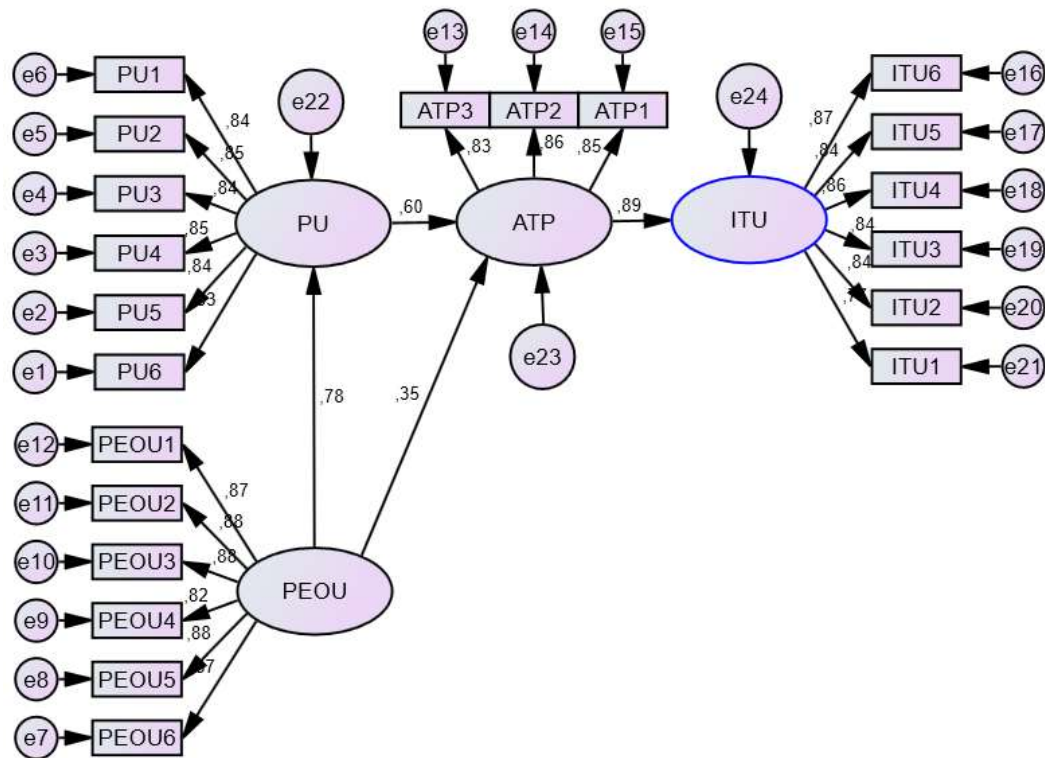 e13 e14 e15
e6 PU1 ITU6 e16
e22 e24
ATP3 ATP2 ATP1
,84 ,87
e5 PU2 ITU5 e17
,85 ,83 ,86 ,85 ,84
e4 PU3 ITU4 e18
,84 ,86
PU ,60 ATP ,89 ITU
,85 ,84
e3 PU4 ITU3 e19
,84 ,84
e2 PU5 ITU2 e20
e23
e1 PU6 ITU1 e21
,78 ,35
e12 PEOU1
,87
e11 PEOU2
,88
e10 PEOU3
,88
PEOU
,82
e9 PEOU4
,88
e8 PEOU5
e7 PEOU6